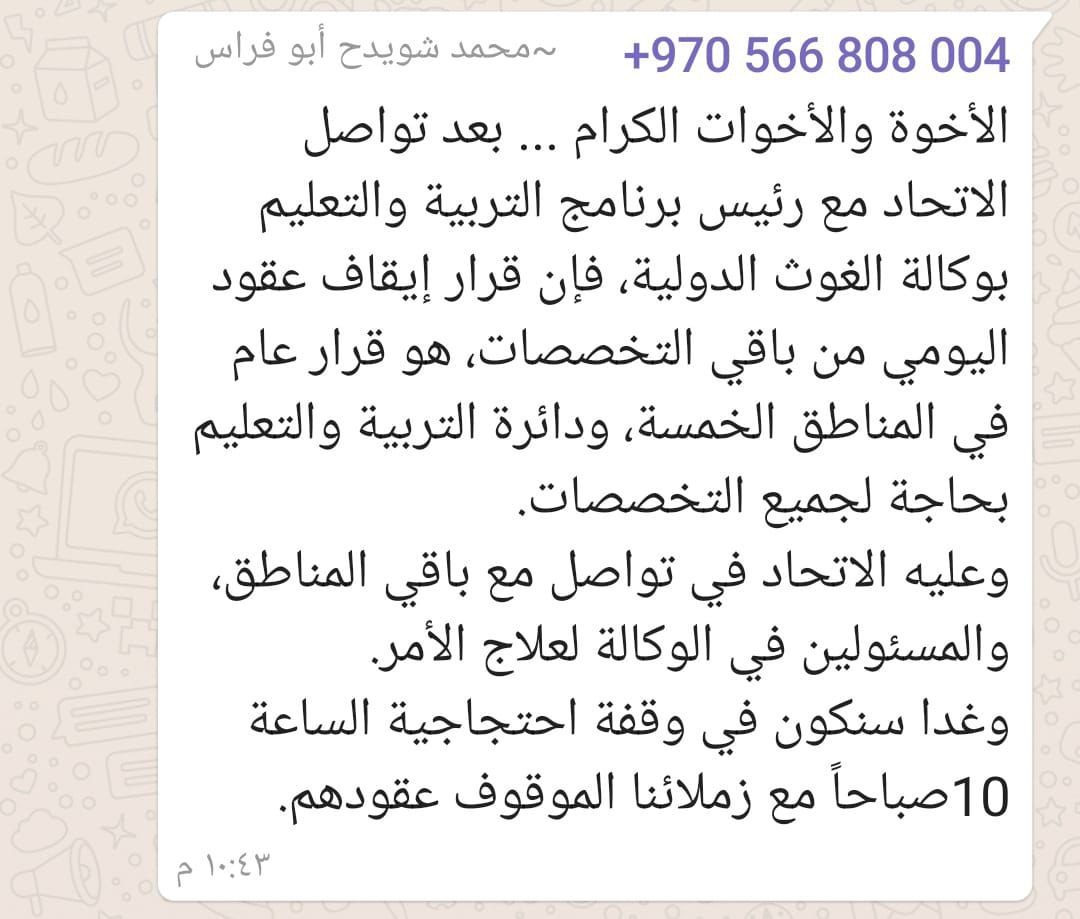 +970 566 808 004 ~محمد شويدح أبو فراس
الأخوة والأخوات الكرام ... بعد تواصل
الاتحاد مع رئيس برنامج التربية والتعليم
بوكالة الغوث الدولية، فإن قرار إيقاف عقود
اليومي من باقي التخصصات، هو قرار عام
في المناطق الخمسة، ودائرة التربية والتعليم
بحاجة لجميع التخصصات.
وعليه الاتحاد في تواصل مع باقي المناطق،
والمسئولين في الوكالة لعلاج الأمر.
وغدا سنكون في وقفة احتجاجية الساعة
10صباحاً مع زملائنا الموقوف عقودهم.
١٠:٤٣ م